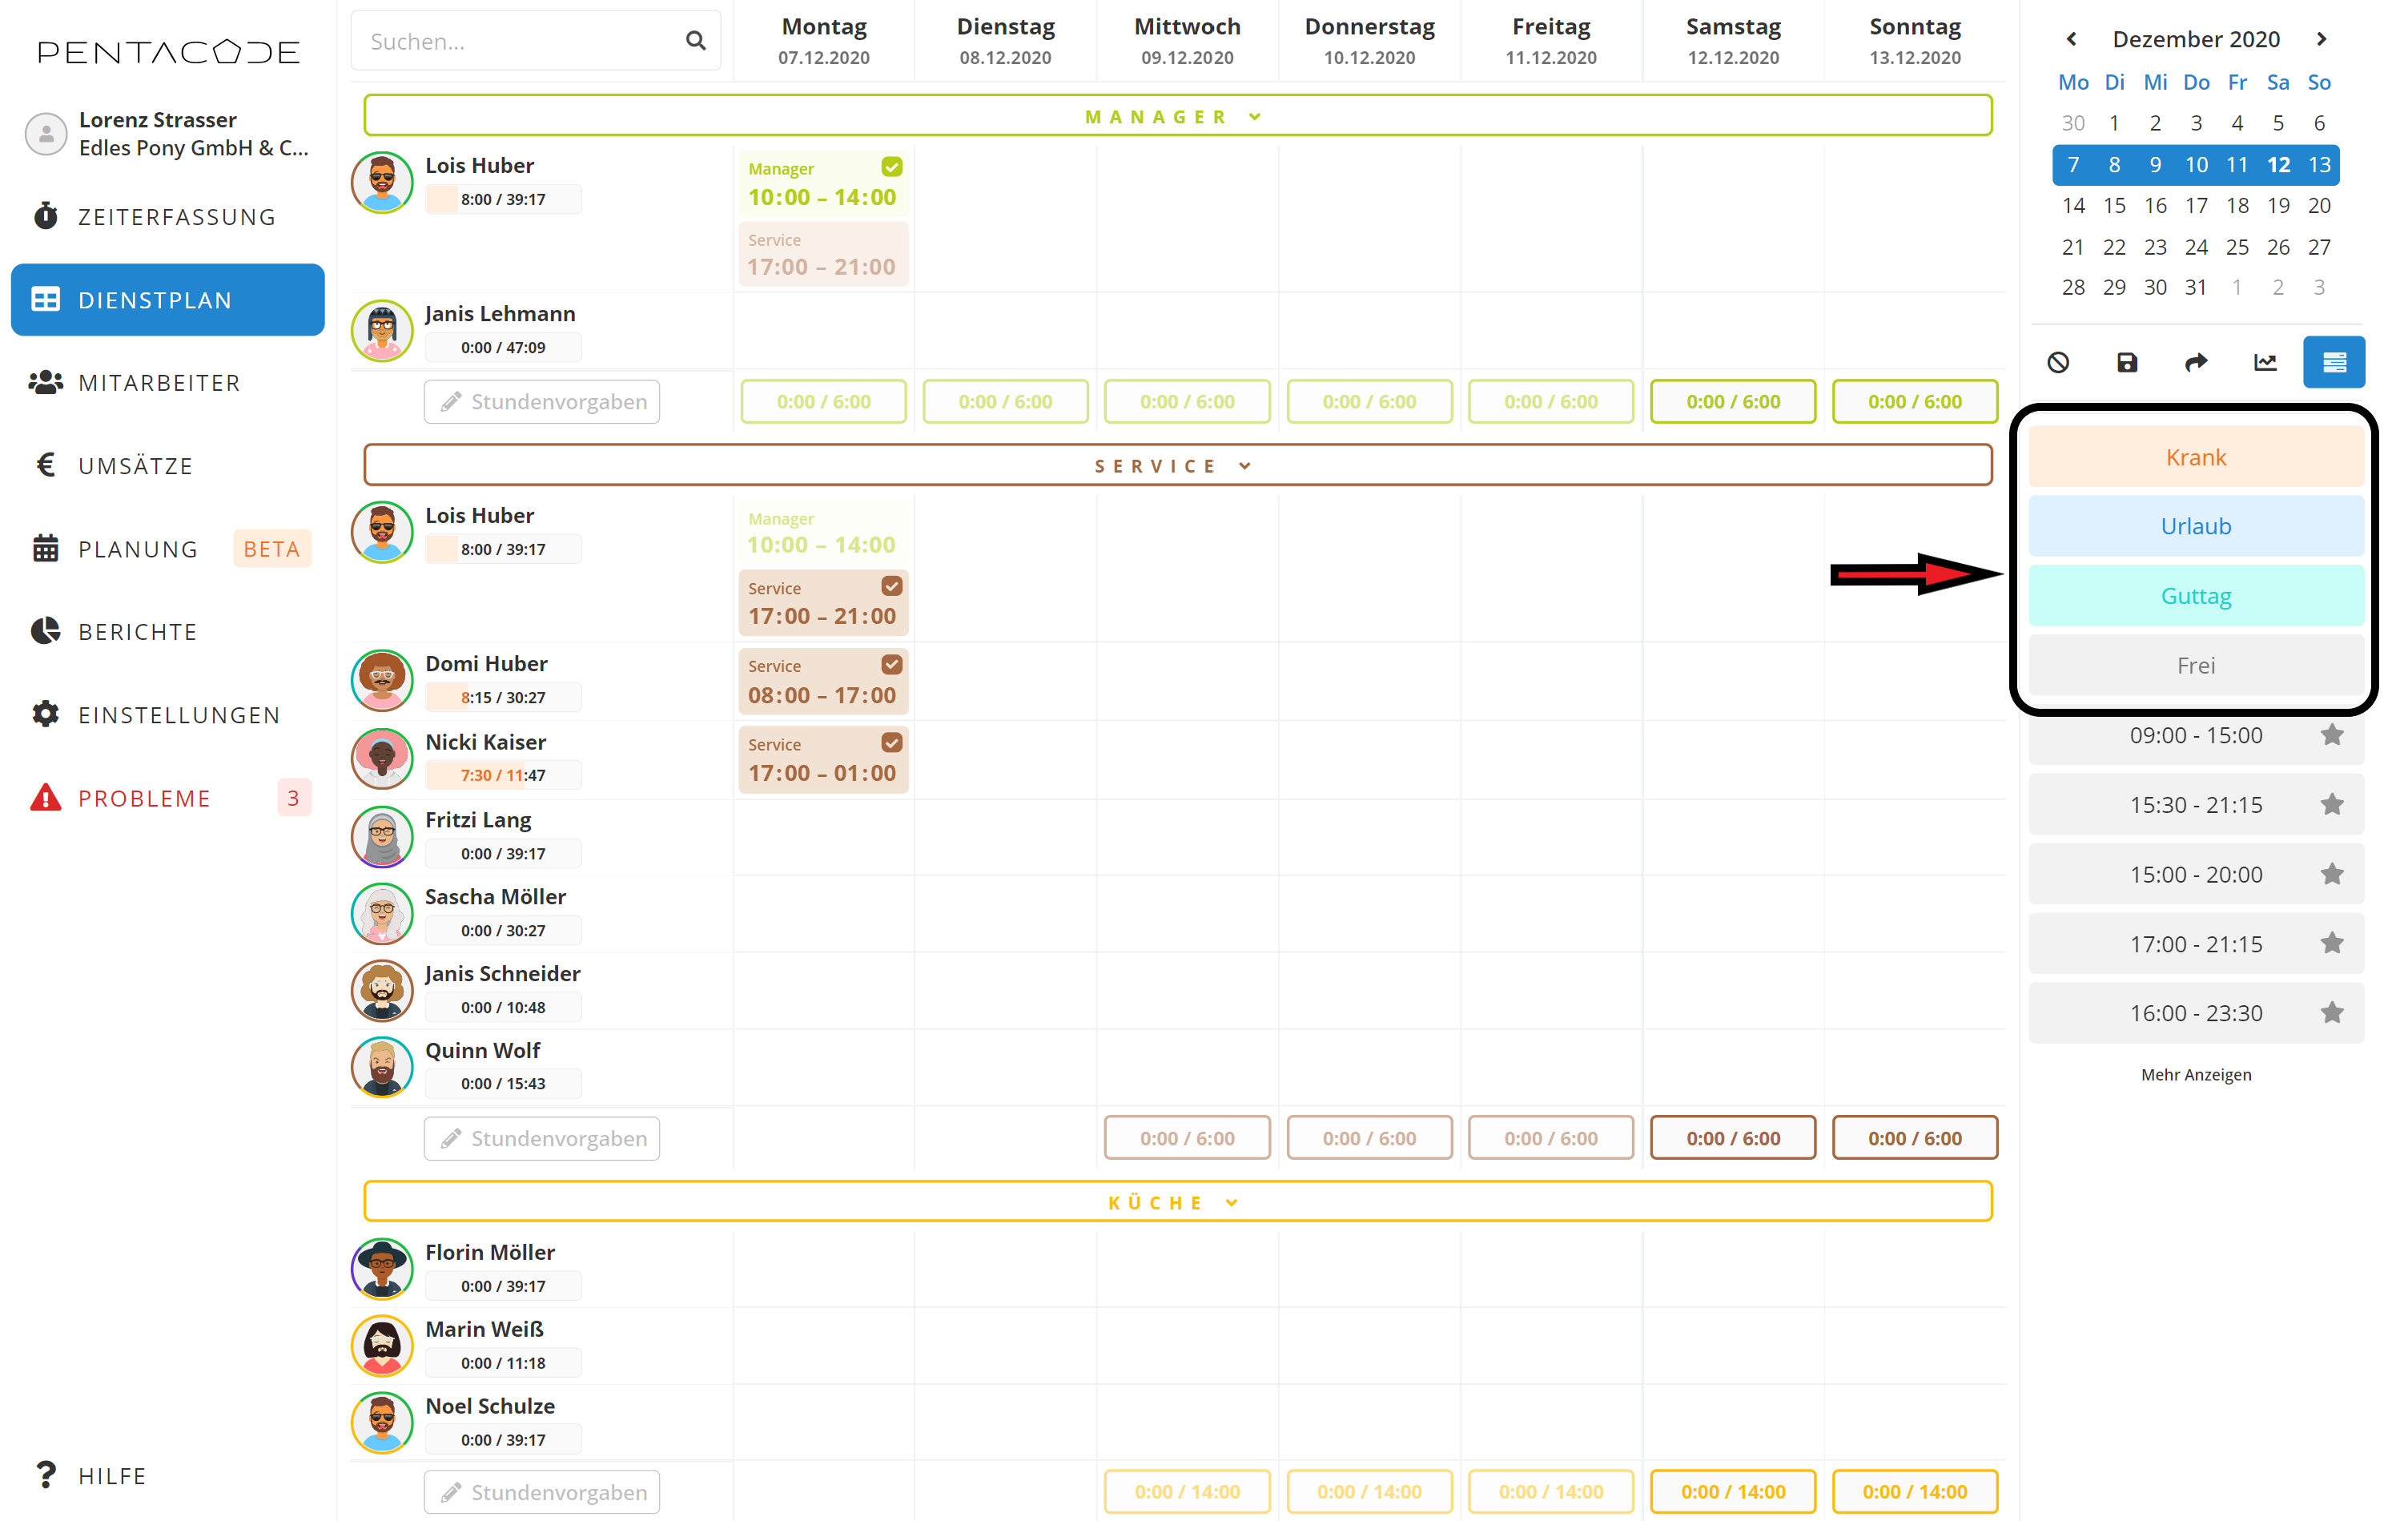 PENTACODE
Lorenz Strasser
Edles Pony GmbH & C...
ZEITERFASSUNG
DIENSTPLAN
MITARBEITER
UMSÄTZE
PLANUNG BETA
BERICHTE
EINSTELLUNGEN
PROBLEME 3
HILFE
Suchen...
Montag Dienstag Mittwoch Donnerstag Freitag Samstag Sonntag
07.12.2020 08.12.2020 09.12.2020 10.12.2020 11.12.2020 12.12.2020 13.12.2020
MANAGER
Lois Huber
8:00 / 39:17
Manager
10:00 – 14:00
Service
17:00 – 21:00
Janis Lehmann
0:00 / 47:09
Stundenvorgaben 0:00 / 6:00 0:00 / 6:00 0:00 / 6:00 0:00 / 6:00 0:00 / 6:00 0:00 / 6:00 0:00 / 6:00
SERVICE
Lois Huber
8:00 / 39:17
Manager
10:00 – 14:00
Service
17:00 – 21:00
Domi Huber
8:15 / 30:27
Service
08:00 – 17:00
Nicki Kaiser
7:30 / 11:47
Service
17:00 – 01:00
Fritzi Lang
0:00 / 39:17
Sascha Möller
0:00 / 30:27
Janis Schneider
0:00 / 10:48
Quinn Wolf
0:00 / 15:43
Stundenvorgaben 0:00 / 6:00 0:00 / 6:00 0:00 / 6:00 0:00 / 6:00 0:00 / 6:00
KÜCHE
Florin Möller
0:00 / 39:17
Marin Weiß
0:00 / 11:18
Noel Schulze
0:00 / 39:17
Stundenvorgaben 0:00 / 14:00 0:00 / 14:00 0:00 / 14:00 0:00 / 14:00 0:00 / 14:00
Dezember 2020
Mo Di Mi Do Fr Sa So
30 1 2 3 4 5 6
7 8 9 10 11 12 13
14 15 16 17 18 19 20
21 22 23 24 25 26 27
28 29 30 31 1 2 3
Krank
Urlaub
Guttag
Frei
09:00 - 15:00
15:30 - 21:15
15:00 - 20:00
17:00 - 21:15
16:00 - 23:30
Mehr Anzeigen